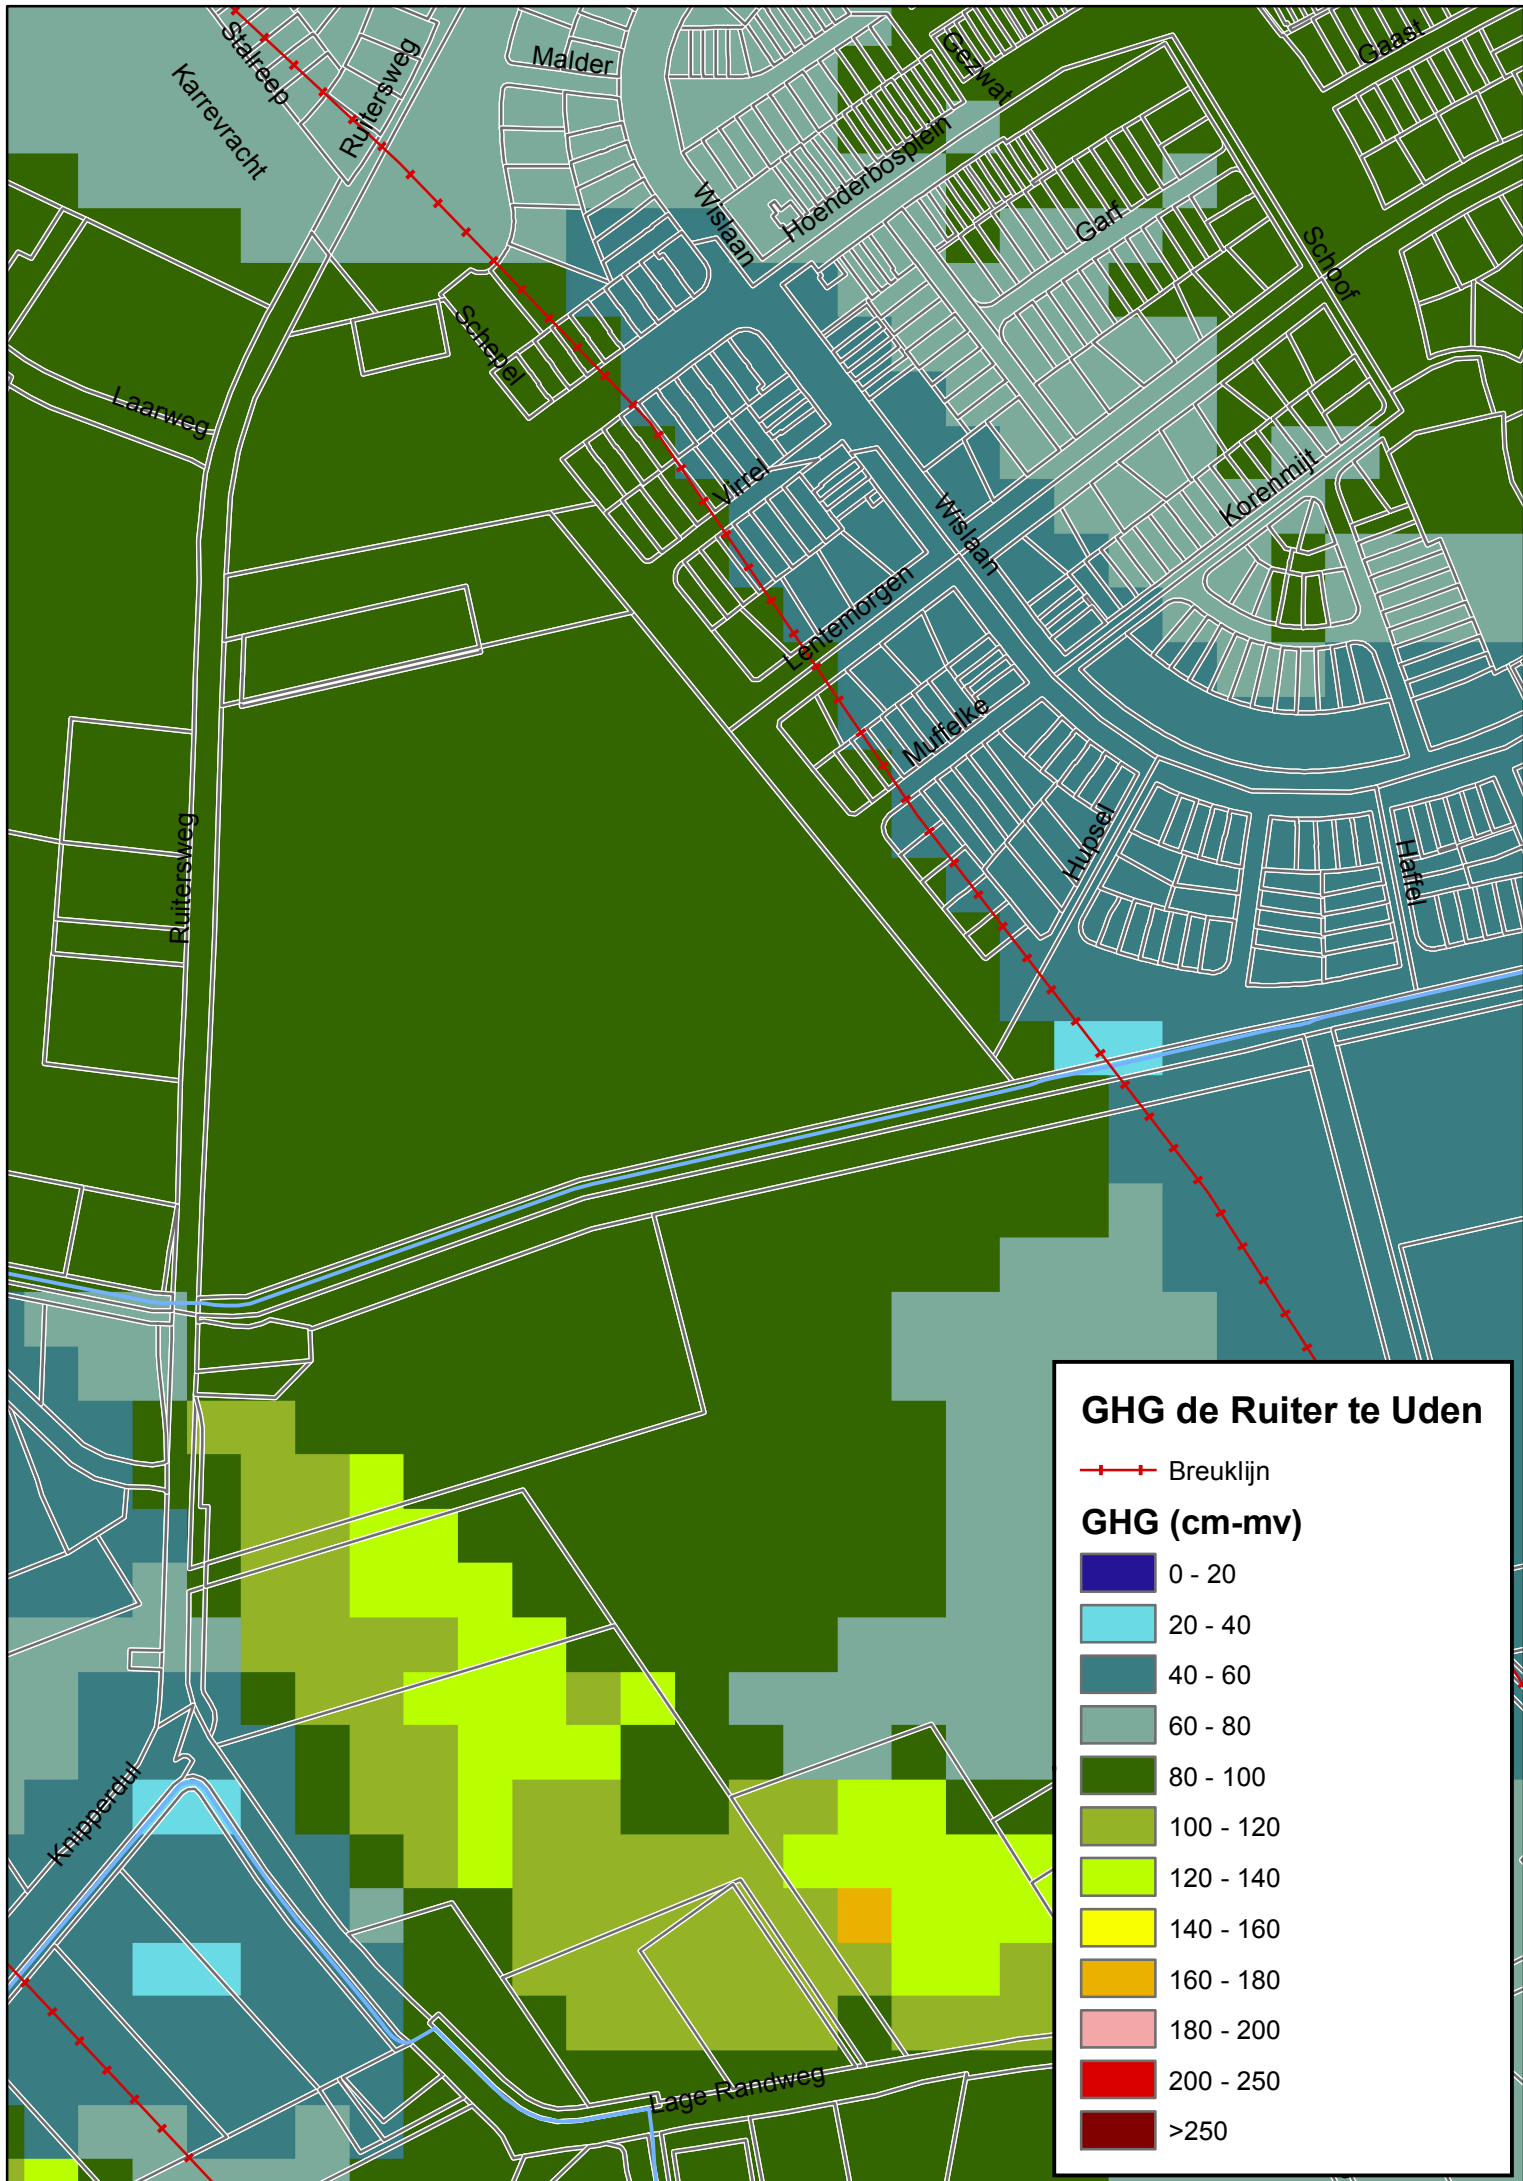 Stalreep
Karrevracht
Ruitersweg
Malder
Gezwat
Gaast
Hoenderbosplein
Wislaan
Garf
Schoof
Schepel
Laarweg
Virrel
Korenmijt
Wislaan
Lentemorgen
Muffelke
Hupsel
Haffel
Ruitersweg
Knipperdul
Lage Randweg
GHG de Ruiter te Uden
Breuklijn
GHG (cm-mv)
0 - 20
20 - 40
40 - 60
60 - 80
80 - 100
100 - 120
120 - 140
140 - 160
160 - 180
180 - 200
200 - 250
>250